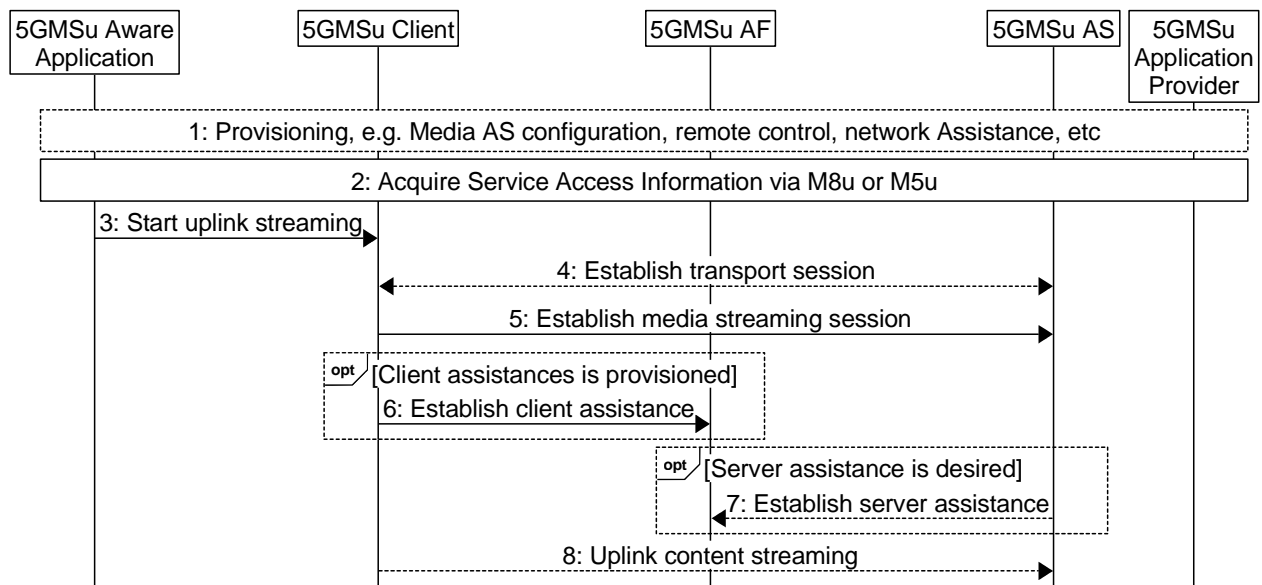 5GMSu Aware
Application
5GMSu Client
5GMSu AF
5GMSu AS
5GMSu
Application
Provider
1: Provisioning, e.g. Media AS configuration, remote control, network Assistance, etc
2: Acquire Service Access Information via M8u or M5u
3: Start uplink streaming
4: Establish transport session
5: Establish media streaming session
opt [Client assistances is provisioned]
6: Establish client assistance
opt [Server assistance is desired]
7: Establish server assistance
8: Uplink content streaming